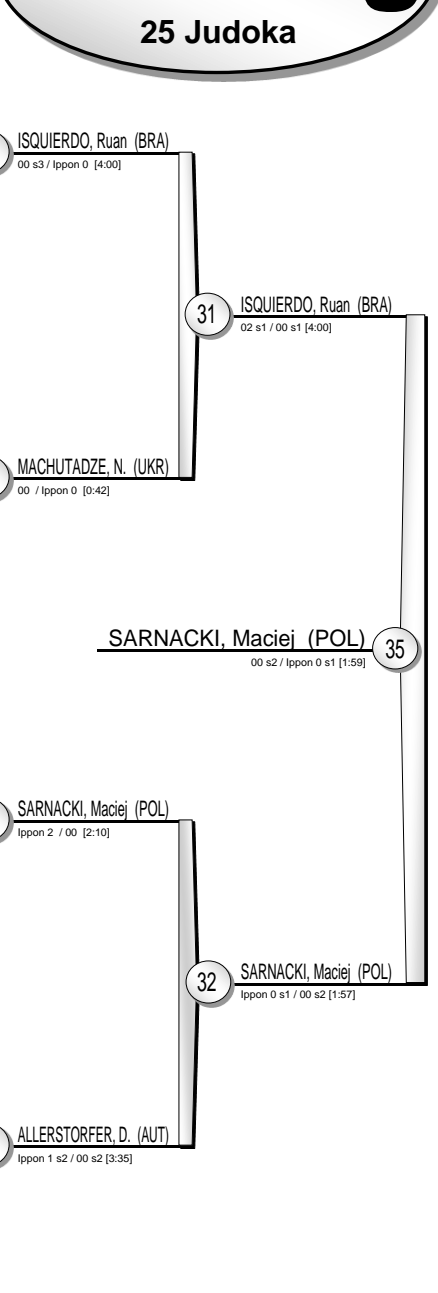 25 Judoka
ISQUIERDO, Ruan (BRA)
00 s3 / Ippon 0 [4:00]
31
ISQUIERDO, Ruan (BRA)
02 s1 / 00 s1 [4:00]
MACHUTADZE, N. (UKR)
00 / Ippon 0 [0:42]
SARNACKI, Maciej (POL)
35
00 s2 / Ippon 0 s1 [1:59]
SARNACKI, Maciej (POL)
Ippon 2 / 00 [2:10]
32
SARNACKI, Maciej (POL)
Ippon 0 s1 / 00 s2 [1:57]
ALLERSTORFER, D. (AUT)
Ippon 1 s2 / 00 s2 [3:35]